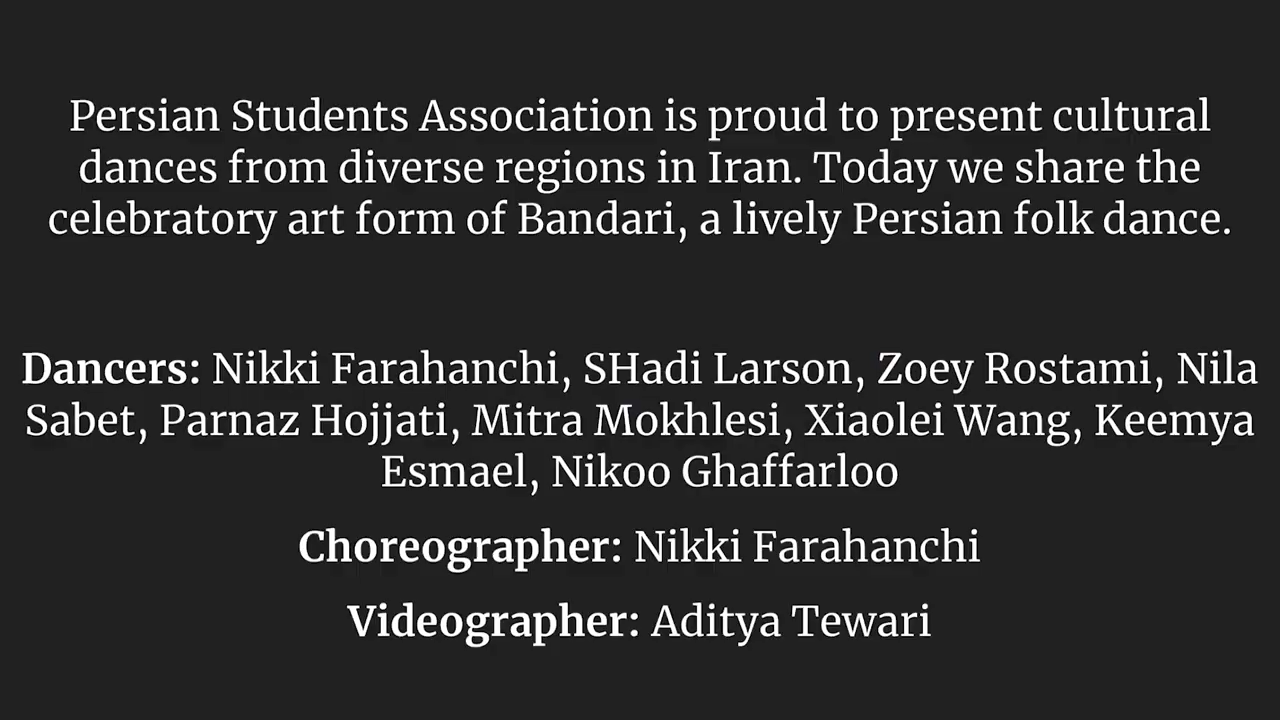 Persian Students Association is proud to present cultural
dances from diverse regions in Iran. Today we share the
celebratory art form of Bandari, a lively Persian folk dance.
Dancers: Nikki Farahanchi, SHadi Larson, Zoey Rostami, Nila
Sabet, Parnaz Hojjati, Mitra Mokhlesi, Xiaolei Wang, Keemya
Esmael, Nikoo Ghaffarloo
Choreographer: Nikki Farahanchi
Videographer: Aditya Tewari